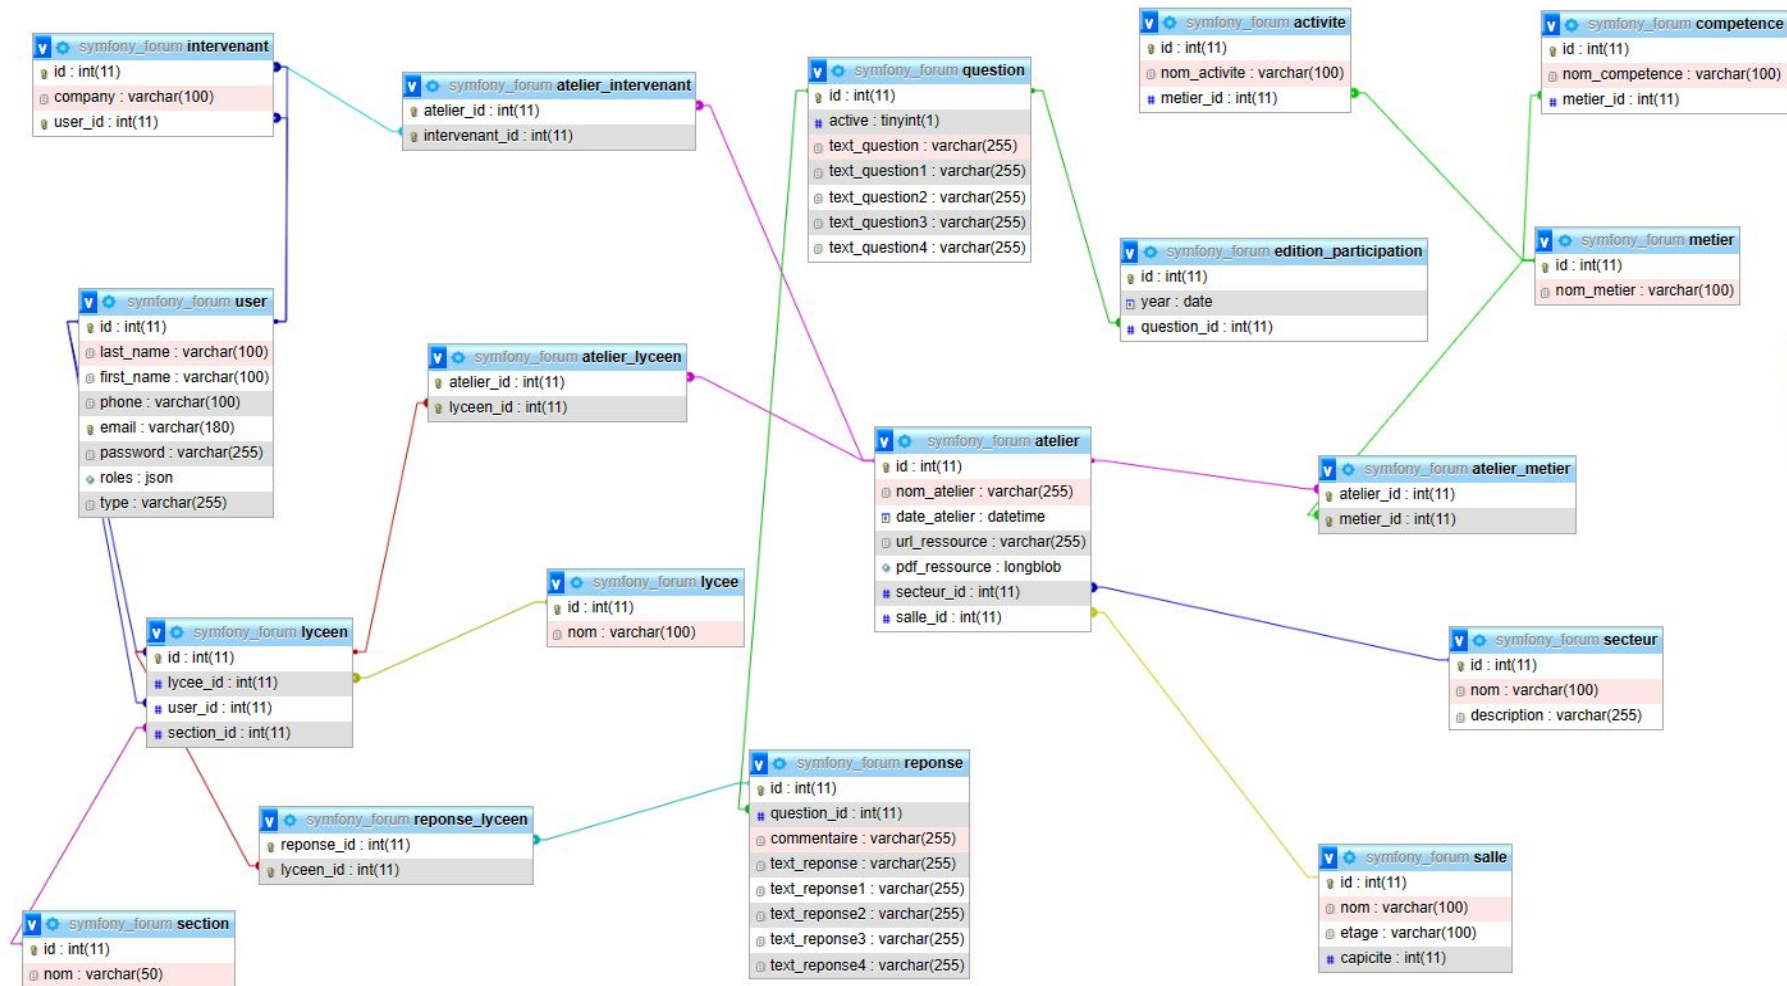 symfony_forum intervenant
id : int(11)
company : varchar(100)
user_id : int(11)
symfony_forum atelier_intervenant
atelier_id : int(11)
intervenant_id : int(11)
symfony_forum question
id : int(11)
active : tinyint(1)
text_question : varchar(255)
text_question1 : varchar(255)
text_question2 : varchar(255)
text_question3 : varchar(255)
text_question4 : varchar(255)
symfony_forum activite
id : int(11)
nom_activite : varchar(100)
metier_id : int(11)
symfony_forum competence
id : int(11)
nom_competence : varchar(100)
metier_id : int(11)
symfony_forum edition_participation
id : int(11)
year : date
question_id : int(11)
symfony_forum metier
id : int(11)
nom_metier : varchar(100)
symfony_forum user
id : int(11)
last_name : varchar(100)
first_name : varchar(100)
phone : varchar(100)
email : varchar(180)
password : varchar(255)
roles : json
type : varchar(255)
symfony_forum atelier_lyceen
atelier_id : int(11)
lyceen_id : int(11)
symfony_forum atelier
id : int(11)
nom_atelier : varchar(255)
date_atelier : datetime
url_ressource : varchar(255)
pdf_ressource : longblob
secteur_id : int(11)
salle_id : int(11)
symfony_forum atelier_metier
atelier_id : int(11)
metier_id : int(11)
symfony_forum lycee
id : int(11)
nom : varchar(100)
symfony_forum lyceen
id : int(11)
lycee_id : int(11)
user_id : int(11)
section_id : int(11)
symfony_forum secteur
id : int(11)
nom : varchar(100)
description : varchar(255)
symfony_forum reponse
id : int(11)
question_id : int(11)
commentaire : varchar(255)
text_reponse : varchar(255)
text_reponse1 : varchar(255)
text_reponse2 : varchar(255)
text_reponse3 : varchar(255)
text_reponse4 : varchar(255)
symfony_forum reponse_lyceen
reponse_id : int(11)
lyceen_id : int(11)
symfony_forum salle
id : int(11)
nom : varchar(100)
etage : varchar(100)
capicite : int(11)
symfony_forum section
id : int(11)
nom : varchar(50)